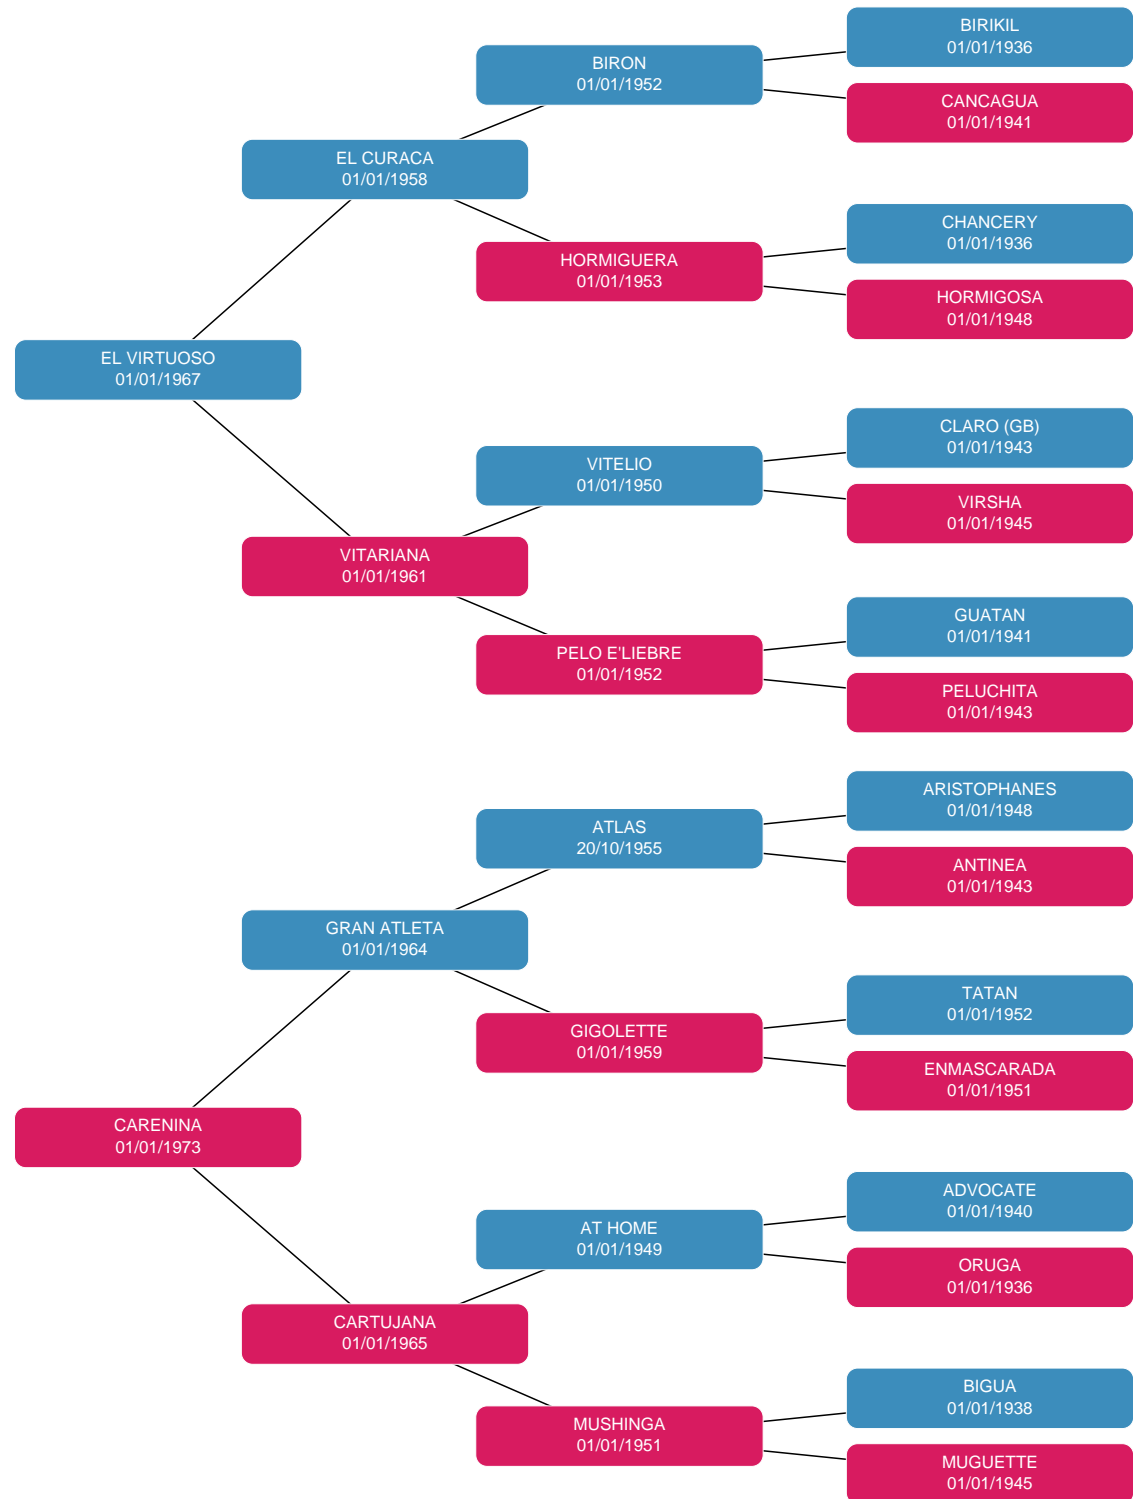 BIRIKIL
01/01/1936
BIRON
01/01/1952
CANCAGUA
01/01/1941
EL CURACA
01/01/1958
CHANCERY
01/01/1936
HORMIGUERA
01/01/1953
HORMIGOSA
01/01/1948
EL VIRTUOSO
01/01/1967
CLARO (GB)
01/01/1943
VITELIO
01/01/1950
VIRSHA
01/01/1945
VITARIANA
01/01/1961
GUATAN
01/01/1941
PELO E'LIEBRE
01/01/1952
PELUCHITA
01/01/1943
ARISTOPHANES
01/01/1948
ATLAS
20/10/1955
ANTINEA
01/01/1943
GRAN ATLETA
01/01/1964
TATAN
01/01/1952
GIGOLETTE
01/01/1959
ENMASCARADA
01/01/1951
CARENINA
01/01/1973
ADVOCATE
01/01/1940
AT HOME
01/01/1949
ORUGA
01/01/1936
CARTUJANA
01/01/1965
BIGUA
01/01/1938
MUSHINGA
01/01/1951
MUGUETTE
01/01/1945